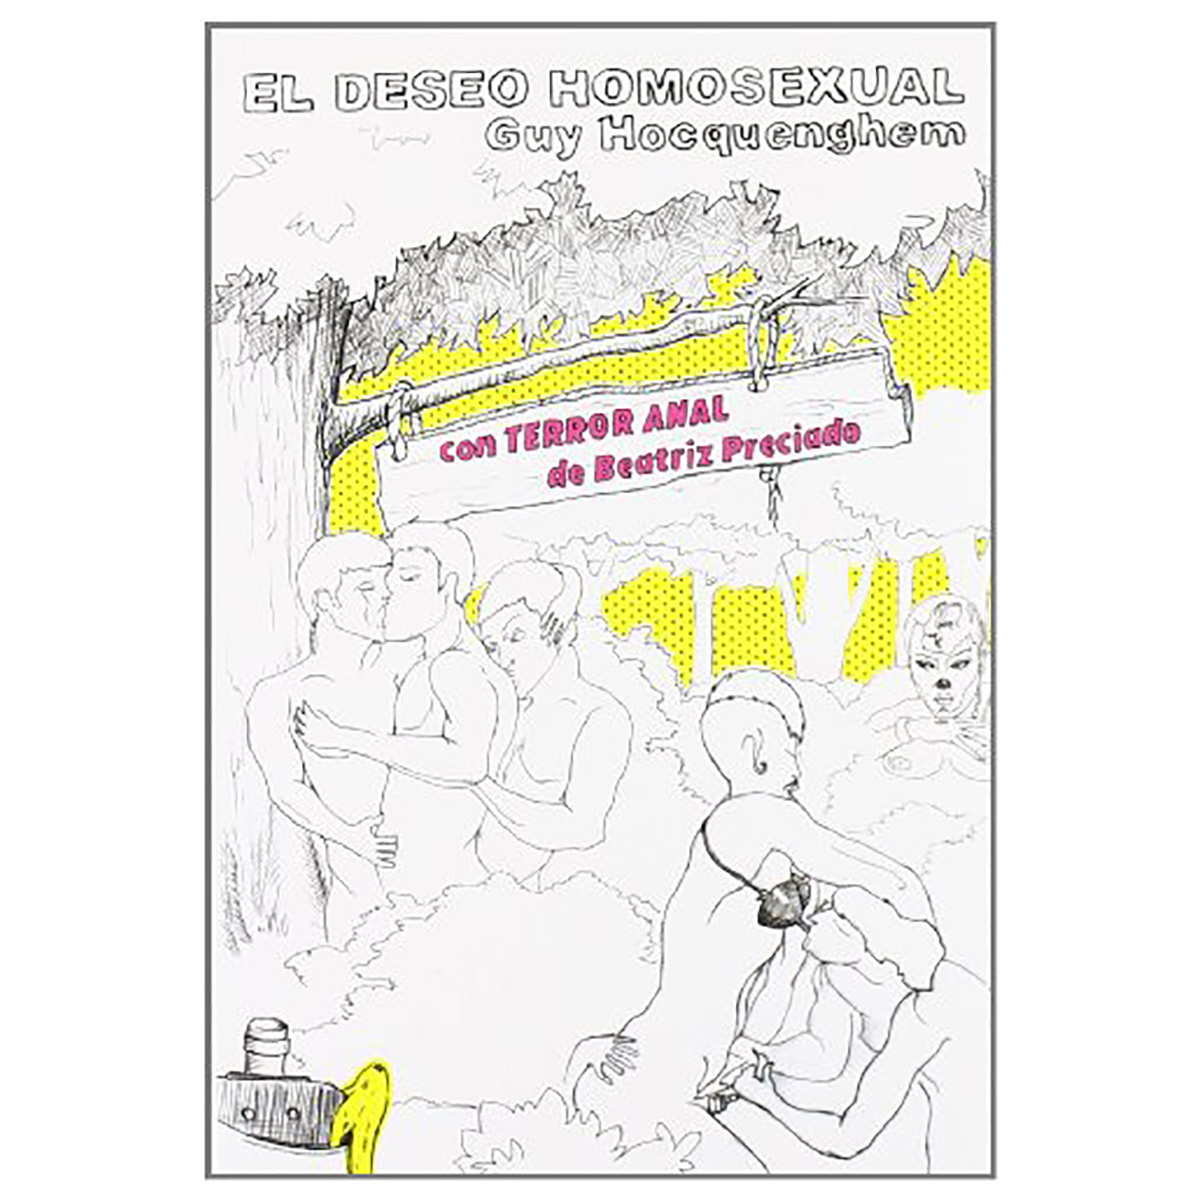 EL DESEO HOMOSEXUAL
Guy Hocquenghem
con TERROR ANAL
de Beatriz Preciado